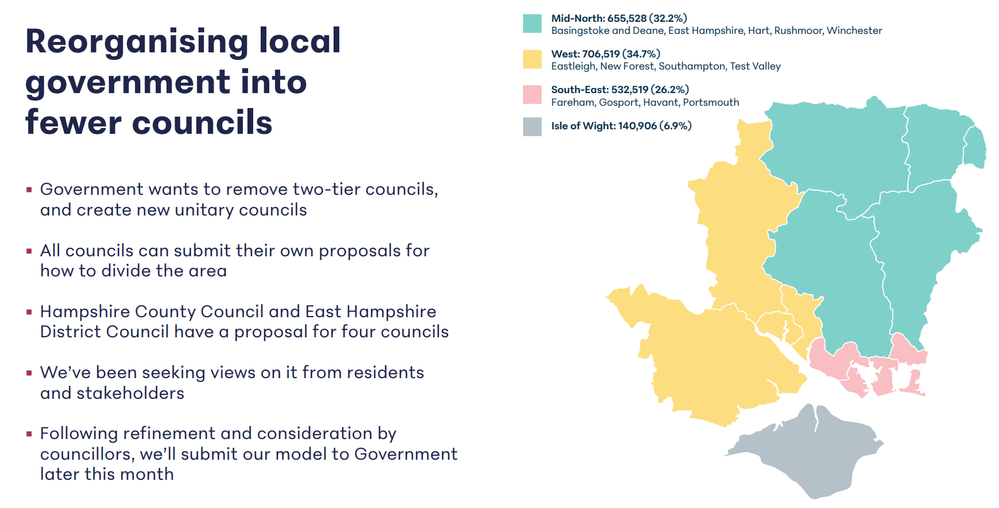 Reorganising local
government into
fewer councils
▪ Government wants to remove two-tier councils,
and create new unitary councils
▪ All councils can submit their own proposals for
how to divide the area
▪ Hampshire County Council and East Hampshire
District Council have a proposal for four councils
▪ We’ve been seeking views on it from residents
and stakeholders
▪ Following refinement and consideration by
councillors, we’ll submit our model to Government
later this month
Mid-North: 655,528 (32.2%)
Basingstoke and Deane, East Hampshire, Hart, Rushmoor, Winchester
West: 706,519 (34.7%)
Eastleigh, New Forest, Southampton, Test Valley
South-East: 532,519 (26.2%)
Fareham, Gosport, Havant, Portsmouth
Isle of Wight: 140,906 (6.9%)